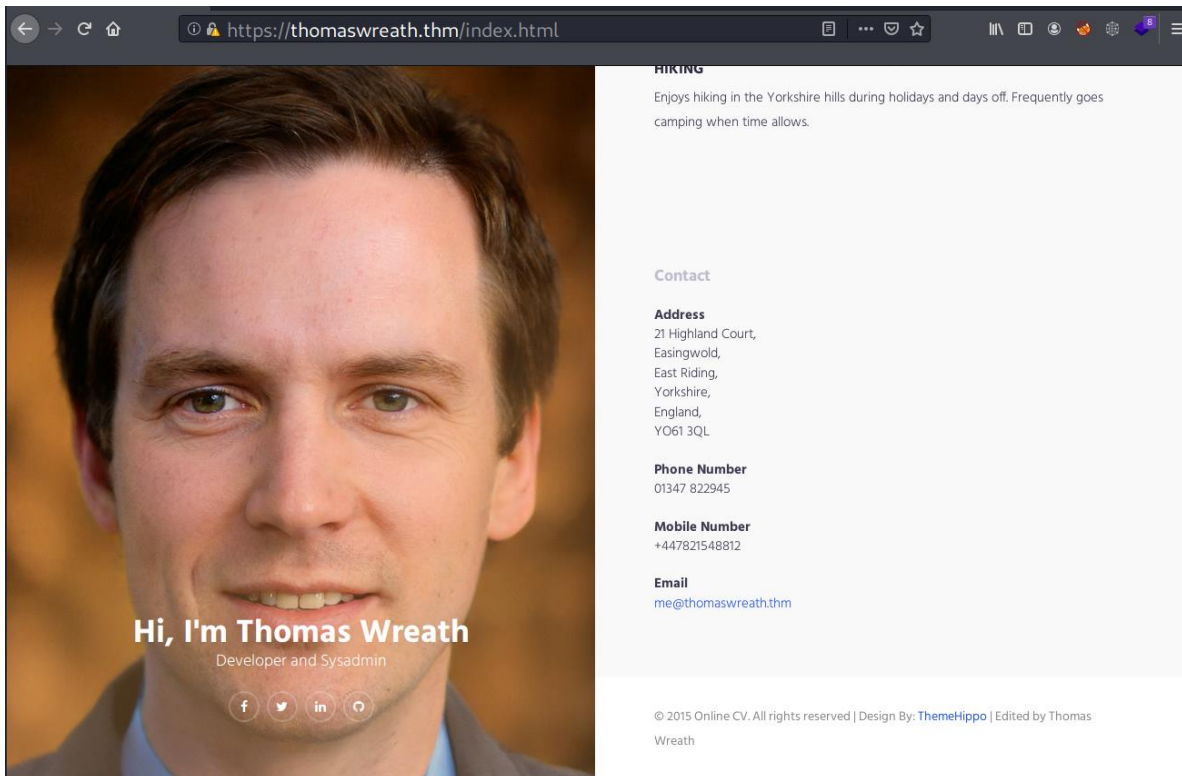 https://thomaswreath.thm/index.html
8
HIKING
Enjoys hiking in the Yorkshire hills during holidays and days off. Frequently goes
camping when time allows.
Contact
Address
21 Highland Court,
Easingwold,
East Riding,
Yorkshire,
England,
YO61 3QL
Phone Number
01347 822945
Mobile Number
+447821548812
Email
me@thomaswreath.thm
Hi, I'm Thomas Wreath
Developer and Sysadmin
© 2015 Online CV. All rights reserved | Design By: ThemeHippo | Edited by Thomas
Wreath